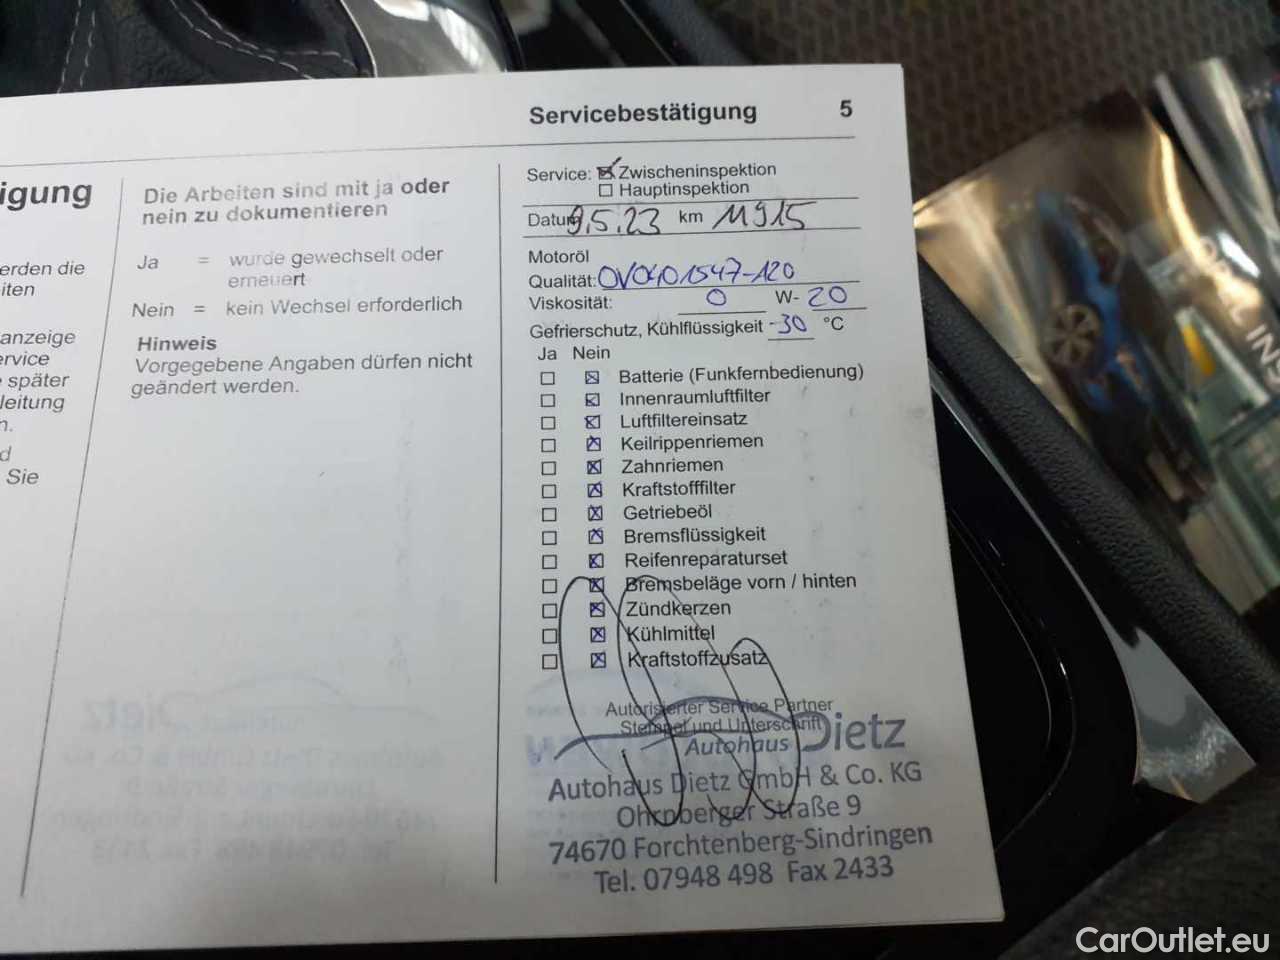 Servicebestätigung 5
igung
erden die
iten
anzeige
ervice
später
leitung
n.
d
Sie
Die Arbeiten sind mit ja oder
nein zu dokumentieren
Ja = wurde gewechselt oder
erneuert
Nein = kein Wechsel erforderlich
Hinweis
Vorgegebene Angaben dürfen nicht
geändert werden.
Service: Zwischeninspektion
Hauptinspektion
Datum 9.5.23 km 11915
Motoröl
Qualität: OV0401547-120
Viskosität: 0 W- 20
Gefrierschutz, Kühlflüssigkeit -30 °C
Ja Nein
Batterie (Funkfernbedienung)
Innenraumluftfilter
Luftfiltereinsatz
Keilrippenriemen
Zahnriemen
Kraftstofffilter
Getriebeöl
Bremsflüssigkeit
Reifenreparaturset
Bremsbeläge vorn / hinten
Zündkerzen
Kühlmittel
Kraftstoffzusatz
Autorisierter Service Partner
Stempel und Unterschrift
Autohaus Dietz
Autohaus Dietz GmbH & Co. KG
Ohrnberger Straße 9
74670 Forchtenberg-Sindringen
Tel. 07948 498 Fax 2433
CarOutlet.eu